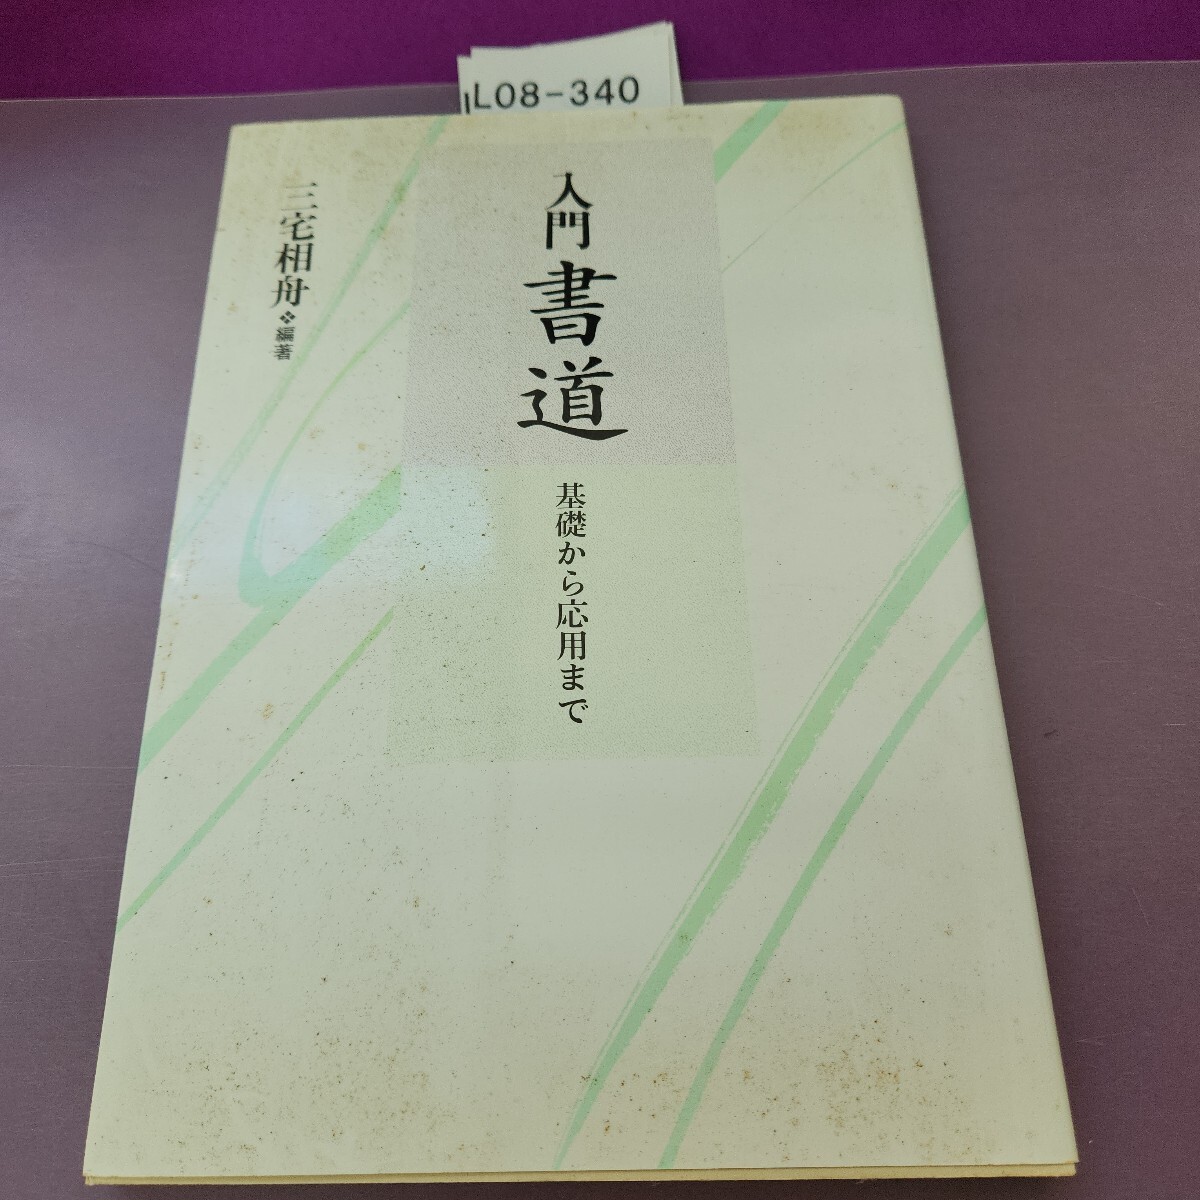 L08-340
入門
書道
基礎から応用まで
三宅相舟❖編著